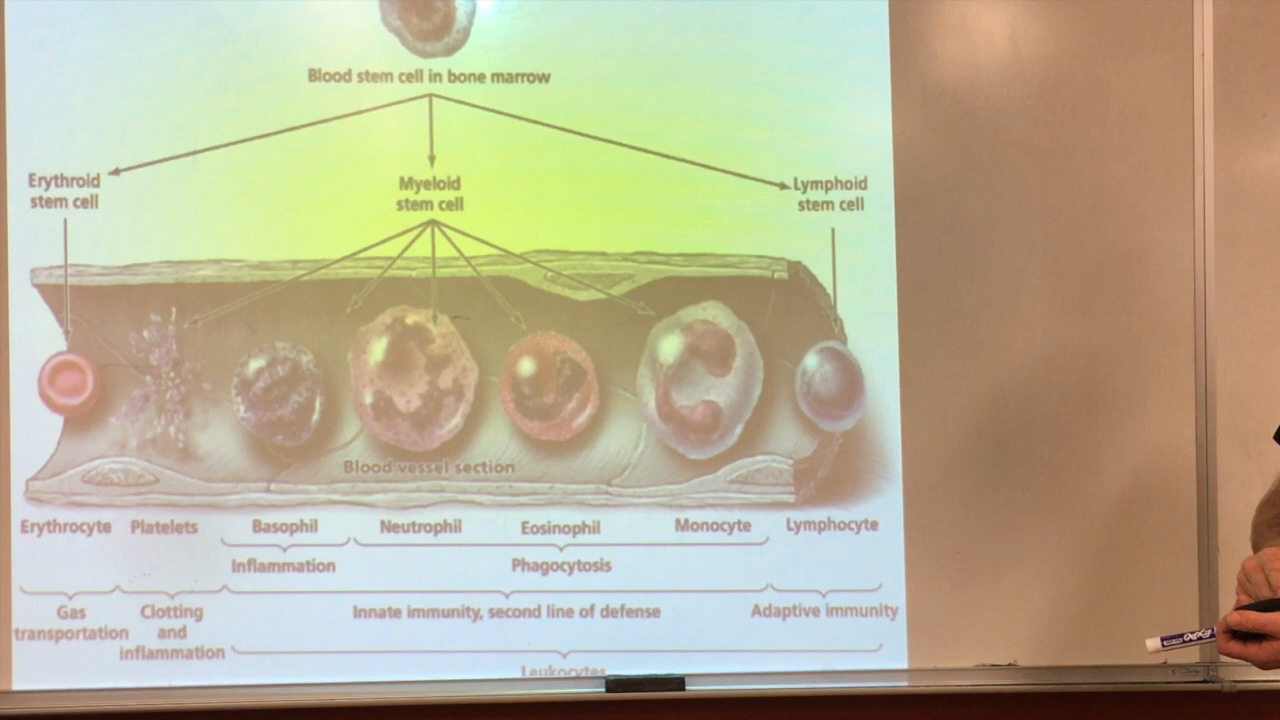 Blood stem cell in bone marrow
Erythroid
stem cell
Myeloid
stem cell
Lymphoid
stem cell
Blood vessel section
Erythrocyte Platelets Basophil Neutrophil Eosinophil Monocyte Lymphocyte
Inflammation Phagocytosis
Gas
transportation
Clotting
and
inflammation
Innate immunity, second line of defense
Adaptive immunity
Leukocytes
EXPO